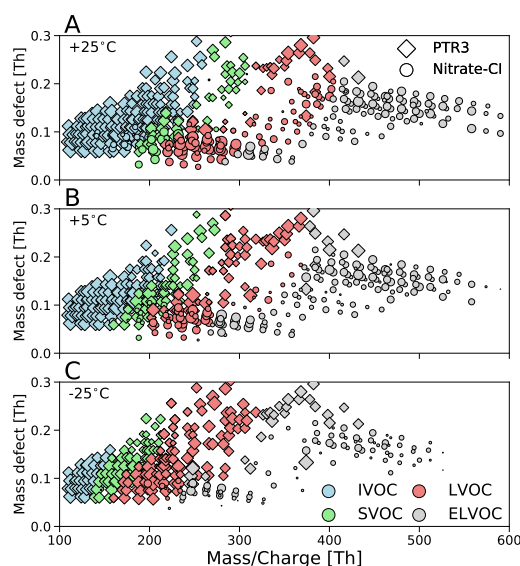 A
+25°C
PTR3
Nitrate-CI
Mass defect [Th]
0.3
0.2
0.1
0.0
B
+5°C
Mass defect [Th]
0.3
0.2
0.1
0.0
C
-25°C
Mass defect [Th]
0.3
0.2
0.1
0.0
IVOC
LVOC
SVOC
ELVOC
100 200 300 400 500 600
Mass/Charge [Th]